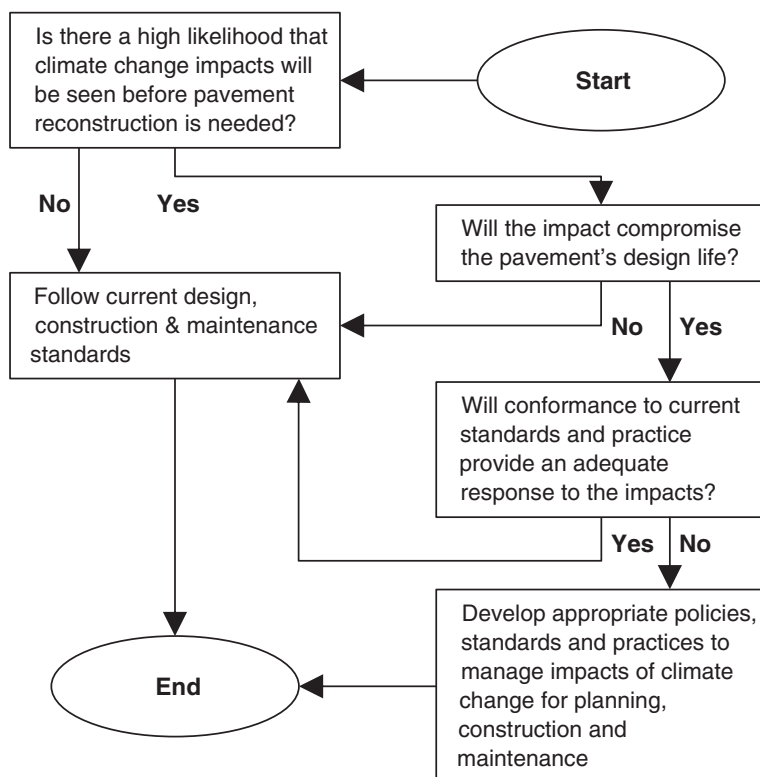 Is there a high likelihood that
climate change impacts will
be seen before pavement
reconstruction is needed?
Start
No
Yes
Will the impact compromise
the pavement's design life?
Follow current design,
construction & maintenance
standards
No
Yes
Will conformance to current
standards and practice
provide an adequate
response to the impacts?
Yes
No
Develop appropriate policies,
standards and practices to
manage impacts of climate
change for planning,
construction and
maintenance
End